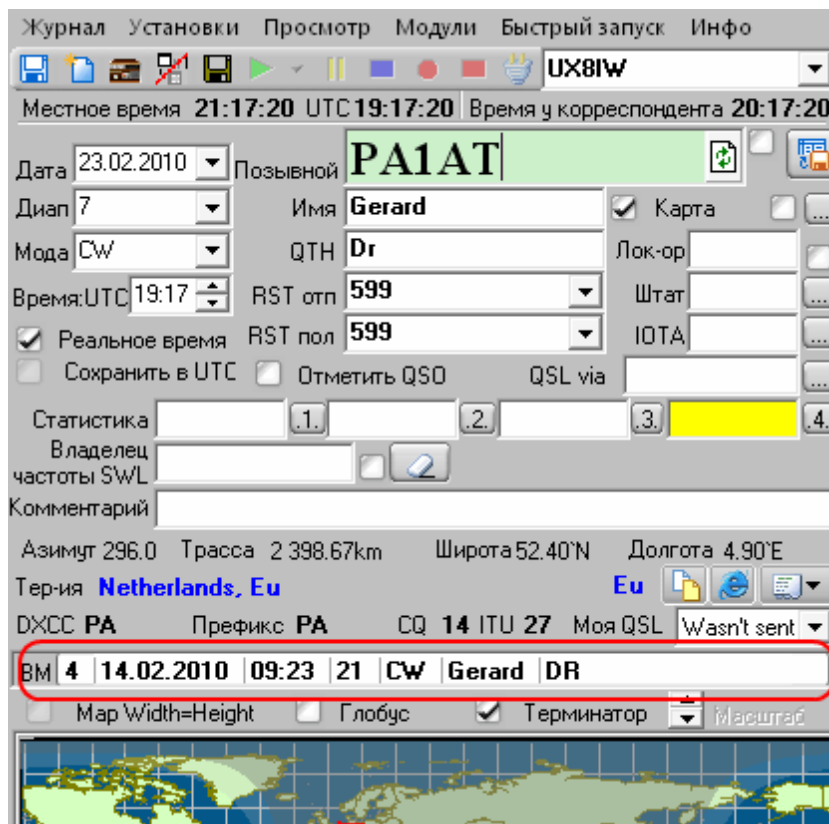 Журнал Установки Просмотр Модули Быстрый запуск Инфо
UX8IW
Местное время 21:17:20 UTC 19:17:20 Время у корреспондента 20:17:20
Дата 23.02.2010 Позывной PA1AT
Диап 7 Имя Gerard Карта ...
Мода CW QTH Dr Лок-ор
Время:UTC 19:17 RST отп 599 Штат ...
Реальное время RST пол 599 IOTA ...
Сохранить в UTC Отметить QSO QSL via ...
Статистика .1. .2. .3. .4.
Владелец
частоты SWL
Комментарий
Азимут 296.0 Трасса 2 398.67km Широта 52.40`N Долгота 4.90`E
Тер-ия Netherlands, Eu Eu
DXCC PA Префикс PA CQ 14 ITU 27 Моя QSL Wasn't sent
ВМ 4 14.02.2010 09:23 21 CW Gerard DR
Map Width=Height Глобус Терминатор Масштаб